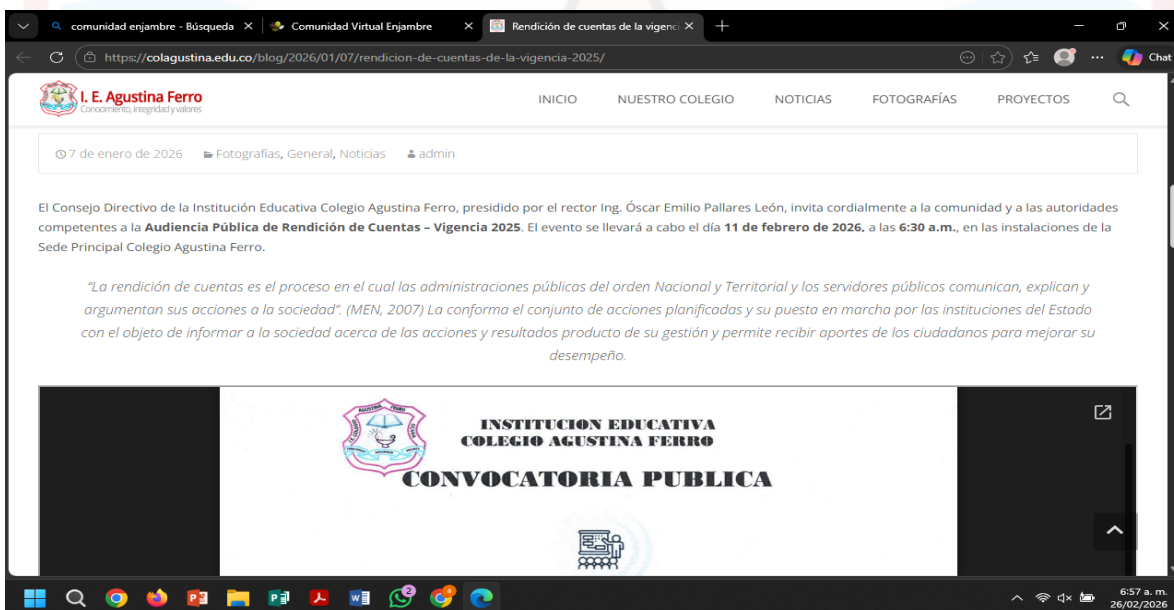 comunidad enjambre - Búsqueda
Comunidad Virtual Enjambre
Rendición de cuentas de la vigenci
https://colagustina.edu.co/blog/2026/01/07/rendicion-de-cuentas-de-la-vigencia-2025/
Chat
I. E. Agustina Ferro
Conocimiento, integridad y valores
INICIO NUESTRO COLEGIO NOTICIAS FOTOGRAFÍAS PROYECTOS
7 de enero de 2026 Fotografías, General, Noticias admin
El Consejo Directivo de la Institución Educativa Colegio Agustina Ferro, presidido por el rector Ing. Óscar Emilio Pallares León, invita cordialmente a la comunidad y a las autoridades
competentes a la Audiencia Pública de Rendición de Cuentas – Vigencia 2025. El evento se llevará a cabo el día 11 de febrero de 2026, a las 6:30 a.m., en las instalaciones de la
Sede Principal Colegio Agustina Ferro.
“La rendición de cuentas es el proceso en el cual las administraciones públicas del orden Nacional y Territorial y los servidores públicos comunican, explican y
argumentan sus acciones a la sociedad”. (MEN, 2007) La conforma el conjunto de acciones planificadas y su puesta en marcha por las instituciones del Estado
con el objeto de informar a la sociedad acerca de las acciones y resultados producto de su gestión y permite recibir aportes de los ciudadanos para mejorar su
desempeño.
INSTITUCION EDUCATIVA
COLEGIO AGUSTINA FERRO
CONVOCATORIA PUBLICA
2
6:57 a. m.
26/02/2026